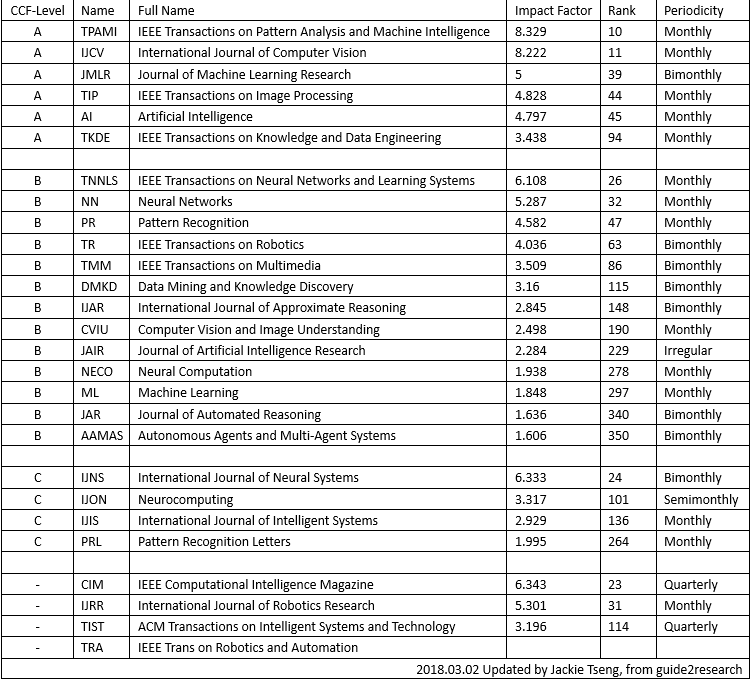 CCF-Level Name Full Name Impact Factor Rank Periodicity
A TPAMI IEEE Transactions on Pattern Analysis and Machine Intelligence 8.329 10 Monthly
A IJCV International Journal of Computer Vision 8.222 11 Monthly
A JMLR Journal of Machine Learning Research 5 39 Bimonthly
A TIP IEEE Transactions on Image Processing 4.828 44 Monthly
A AI Artificial Intelligence 4.797 45 Monthly
A TKDE IEEE Transactions on Knowledge and Data Engineering 3.438 94 Monthly
B TNNLS IEEE Transactions on Neural Networks and Learning Systems 6.108 26 Monthly
B NN Neural Networks 5.287 32 Monthly
B PR Pattern Recognition 4.582 47 Monthly
B TR IEEE Transactions on Robotics 4.036 63 Bimonthly
B TMM IEEE Transactions on Multimedia 3.509 86 Bimonthly
B DMKD Data Mining and Knowledge Discovery 3.16 115 Bimonthly
B IJAR International Journal of Approximate Reasoning 2.845 148 Bimonthly
B CVIU Computer Vision and Image Understanding 2.498 190 Monthly
B JAIR Journal of Artificial Intelligence Research 2.284 229 Irregular
B NECO Neural Computation 1.938 278 Monthly
B ML Machine Learning 1.848 297 Monthly
B JAR Journal of Automated Reasoning 1.636 340 Bimonthly
B AAMAS Autonomous Agents and Multi-Agent Systems 1.606 350 Bimonthly
C IJNS International Journal of Neural Systems 6.333 24 Bimonthly
C IJON Neurocomputing 3.317 101 Semimonthly
C IJIS International Journal of Intelligent Systems 2.929 136 Monthly
C PRL Pattern Recognition Letters 1.995 264 Monthly
- CIM IEEE Computational Intelligence Magazine 6.343 23 Quarterly
- IJRR International Journal of Robotics Research 5.301 31 Monthly
- TIST ACM Transactions on Intelligent Systems and Technology 3.196 114 Quarterly
- TRA IEEE Trans on Robotics and Automation
2018.03.02 Updated by Jackie Tseng, from guide2research